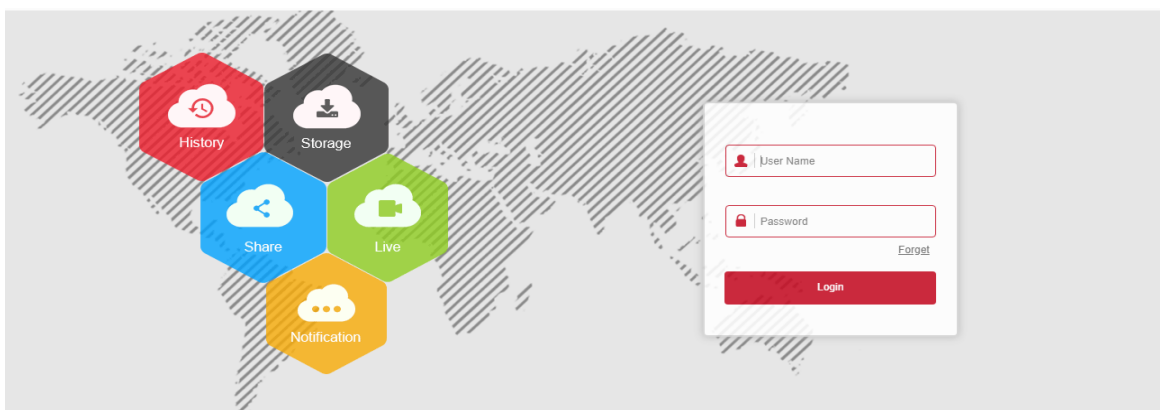 History
Storage
Share
Live
Notification
User Name
Password
Forget
Login